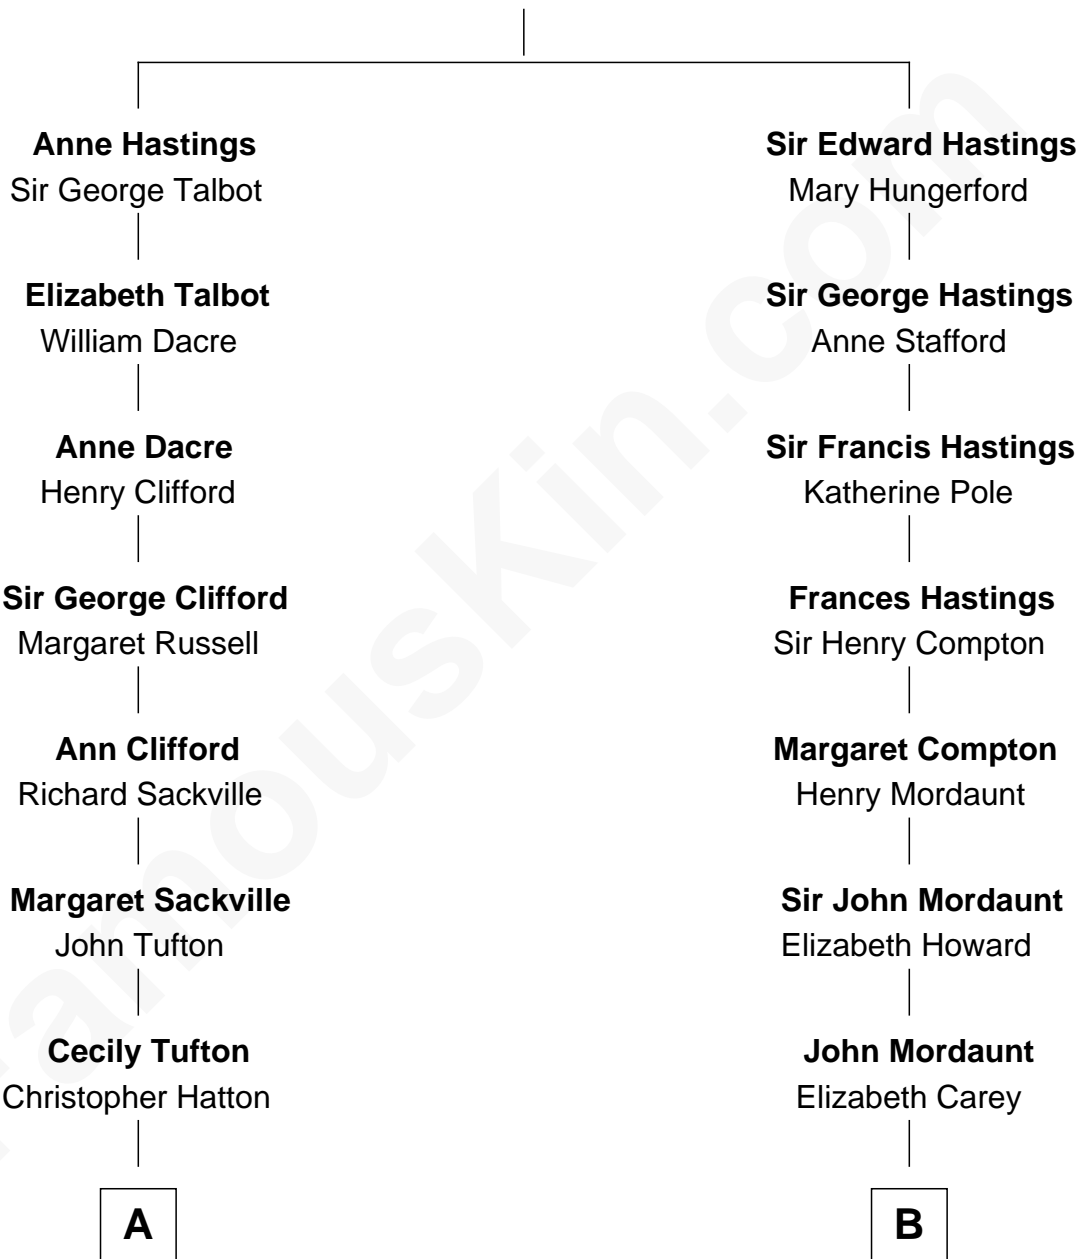 Anne Hastings
Sir George Talbot
Elizabeth Talbot
William Dacre
Anne Dacre
Henry Clifford
Sir George Clifford
Margaret Russell
Ann Clifford
Richard Sackville
Margaret Sackville
John Tufton
Cecily Tufton
Christopher Hatton
A
Sir Edward Hastings
Mary Hungerford
Sir George Hastings
Anne Stafford
Sir Francis Hastings
Katherine Pole
Frances Hastings
Sir Henry Compton
Margaret Compton
Henry Mordaunt
Sir John Mordaunt
Elizabeth Howard
John Mordaunt
Elizabeth Carey
B
FamousKin.com